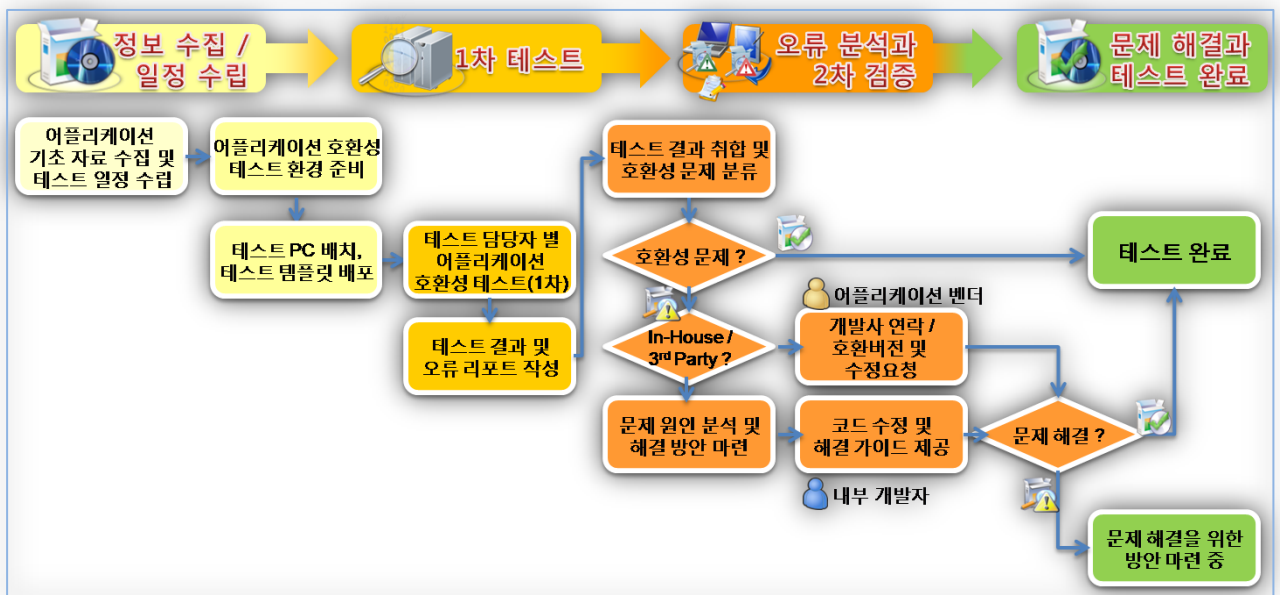 정보 수집 /
일정 수립
1차 테스트
오류 분석과
2차 검증
문제 해결과
테스트 완료
어플리케이션
기초 자료 수집 및
테스트 일정 수립
어플리케이션 호환성
테스트 환경 준비
테스트 PC 배치,
테스트 템플릿 배포
테스트 담당자 별
어플리케이션
호환성 테스트(1차)
테스트 결과 및
오류 리포트 작성
테스트 결과 취합 및
호환성 문제 분류
호환성 문제 ?
In-House /
3rd Party ?
어플리케이션 벤더
개발사 연락 /
호환버전 및
수정요청
문제 원인 분석 및
해결 방안 마련
코드 수정 및
해결 가이드 제공
내부 개발자
문제 해결 ?
테스트 완료
문제 해결을 위한
방안 마련 중